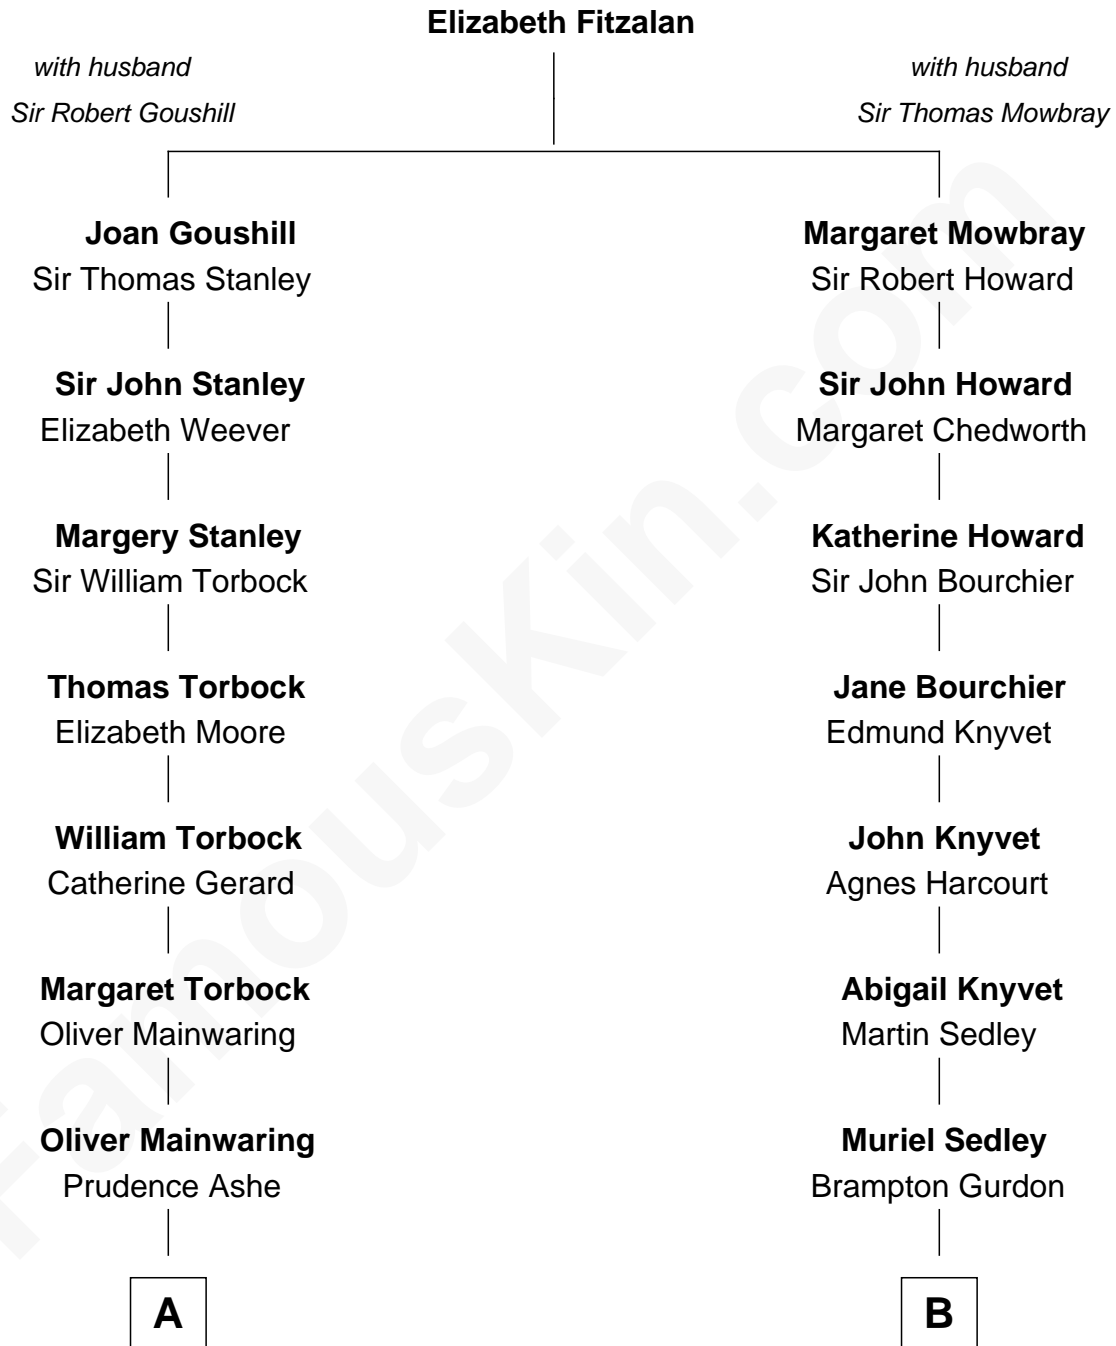 Elizabeth Fitzalan
with husband
Sir Robert Goushill
with husband
Sir Thomas Mowbray
Joan Goushill
Sir Thomas Stanley
Margaret Mowbray
Sir Robert Howard
Sir John Stanley
Elizabeth Weever
Sir John Howard
Margaret Chedworth
Margery Stanley
Sir William Torbock
Katherine Howard
Sir John Bourchier
Thomas Torbock
Elizabeth Moore
Jane Bourchier
Edmund Knyvet
William Torbock
Catherine Gerard
John Knyvet
Agnes Harcourt
Margaret Torbock
Oliver Mainwaring
Abigail Knyvet
Martin Sedley
Oliver Mainwaring
Prudence Ashe
Muriel Sedley
Brampton Gurdon
A
B
FamousKin.com